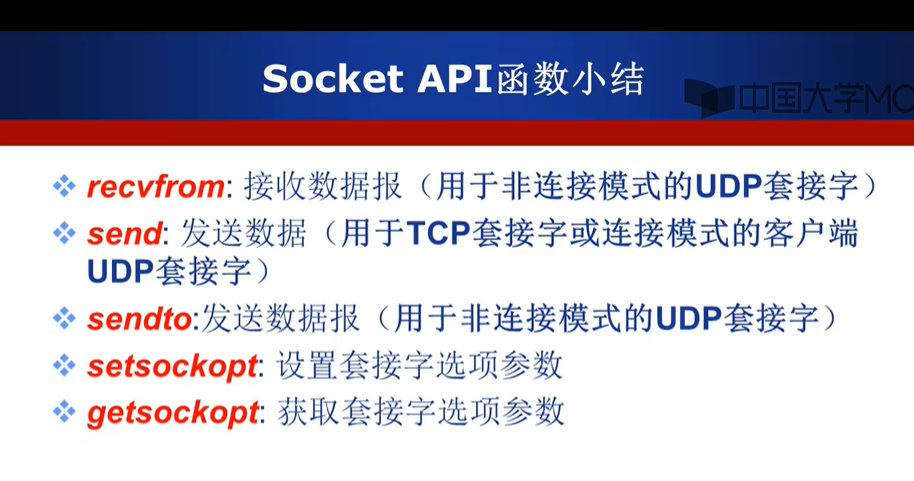 Socket API函数小结
中国大学MO
recvfrom: 接收数据报（用于非连接模式的UDP套接字）
send: 发送数据（用于TCP套接字或连接模式的客户端
UDP套接字）
sendto:发送数据报（用于非连接模式的UDP套接字）
setsockopt: 设置套接字选项参数
getsockopt: 获取套接字选项参数